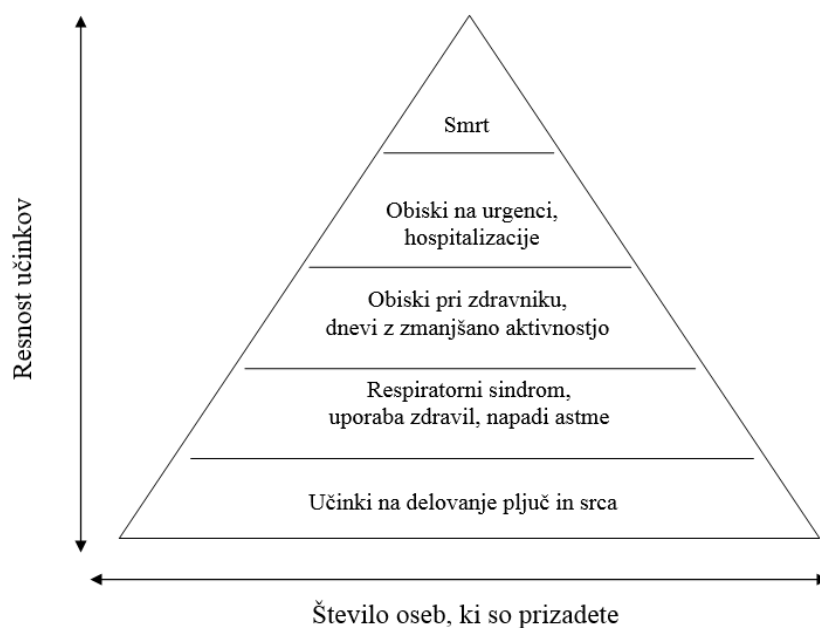 Resnost učinkov
Smrt
Obiski na urgenci,
hospitalizacije
Obiski pri zdravniku,
dnevi z zmanjšano aktivnostjo
Respiratorni sindrom,
uporaba zdravil, napadi astme
Učinki na delovanje pljuč in srca
Število oseb, ki so prizadete